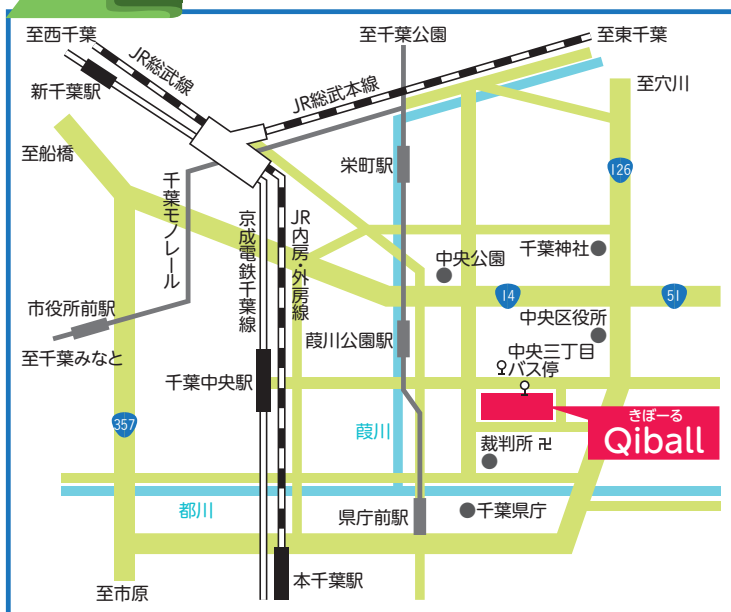 至西千葉
至千葉公園
至東千葉
JR総武線
JR総武本線
新千葉駅
至穴川
至船橋
栄町駅
126
千葉モノレール
京成電鉄千葉線
JR内房・外房線
千葉神社
中央公園
14
51
市役所前駅
葭川公園駅
中央区役所
至千葉みなと
中央三丁目
バス停
千葉中央駅
357
葭川
きぼーる
Qiball
裁判所 卍
都川
県庁前駅
千葉県庁
本千葉駅
至市原